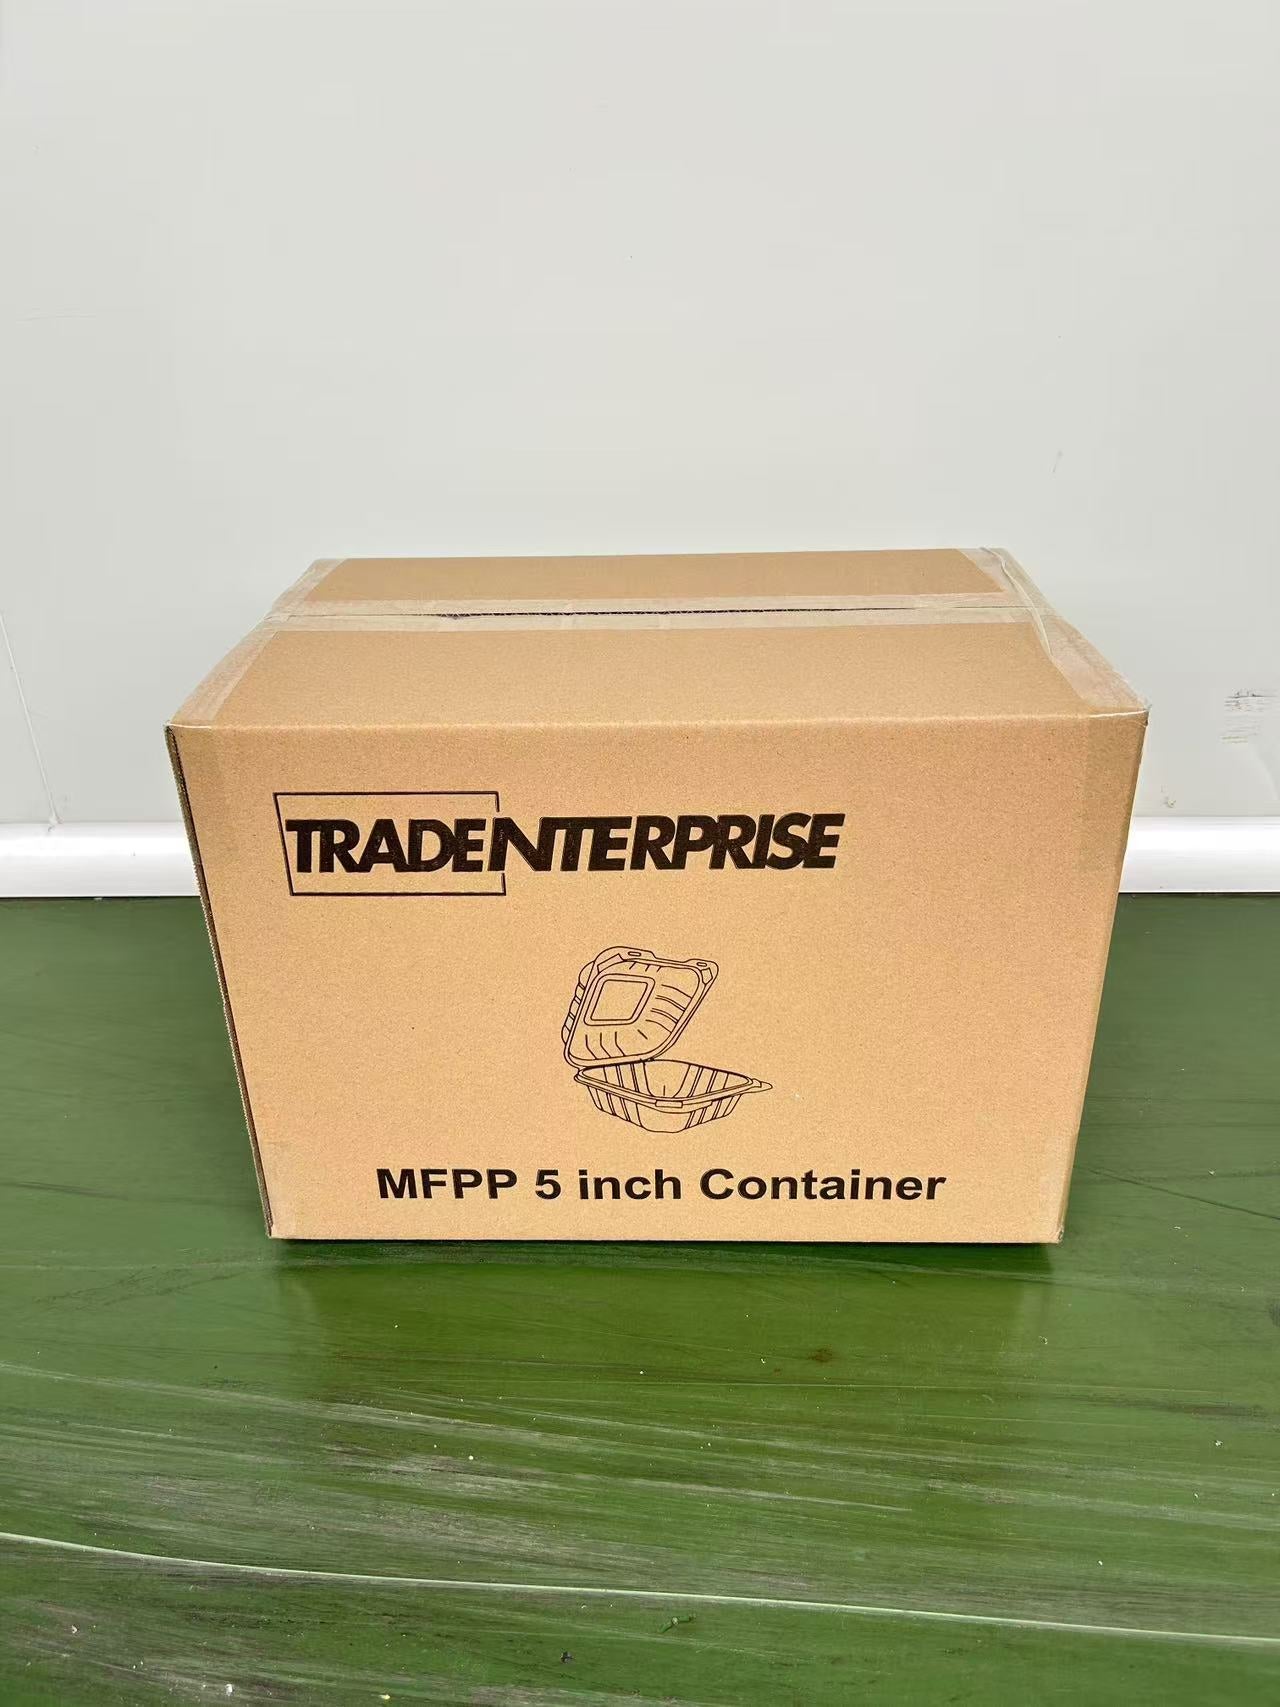 TRADENTERPRISE
MFPP 5 inch Container